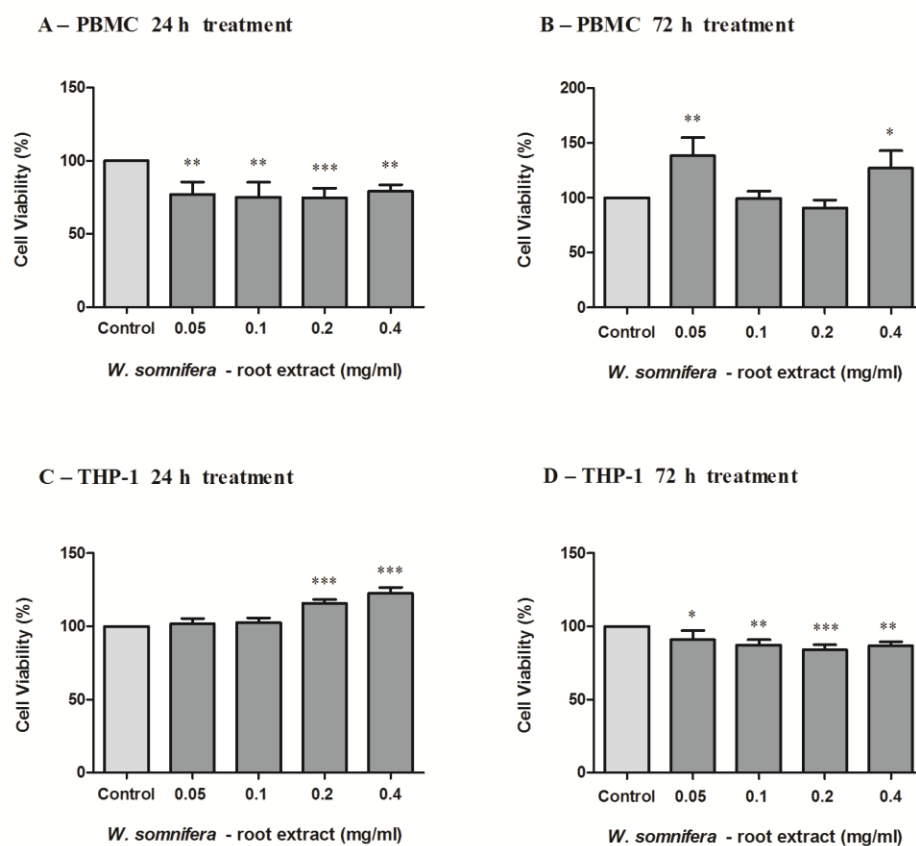 A – PBMC 24 h treatment
Cell Viability (%)
150
100
50
0
** ** *** **
Control 0.05 0.1 0.2 0.4
W. somnifera - root extract (mg/ml)
B – PBMC 72 h treatment
Cell Viability (%)
200
150
100
50
0
** *
Control 0.05 0.1 0.2 0.4
W. somnifera - root extract (mg/ml)
C – THP-1 24 h treatment
Cell Viability (%)
150
100
50
0
*** ***
Control 0.05 0.1 0.2 0.4
W. somnifera - root extract (mg/ml)
D – THP-1 72 h treatment
Cell Viability (%)
150
100
50
0
* ** *** **
Control 0.05 0.1 0.2 0.4
W. somnifera - root extract (mg/ml)